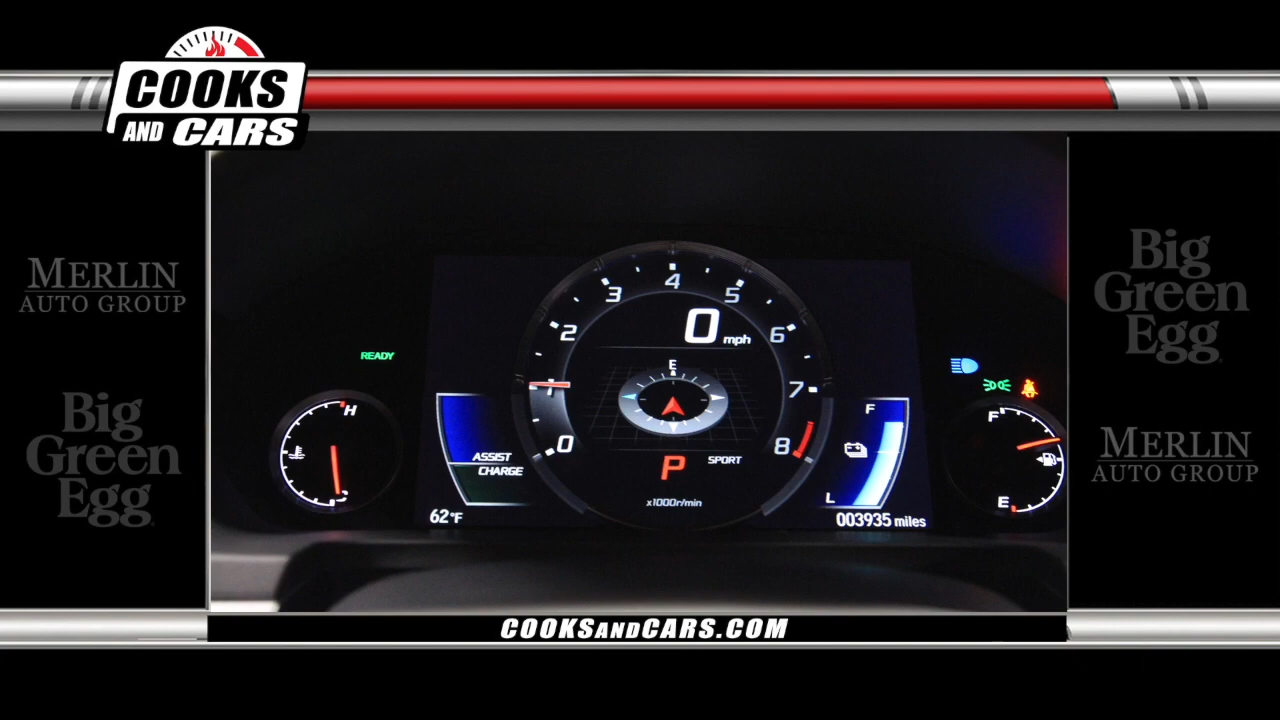 COOKS
AND CARS
MERLIN
AUTO GROUP
Big
Green
Egg
Big
Green
Egg
MERLIN
AUTO GROUP
READY
H
C
0
1
2
3
4
5
6
7
8
0 mph
E
P
SPORT
x1000r/min
ASSIST
CHARGE
62°F
F
L
003935 miles
F
E
COOKSANDCARS.COM